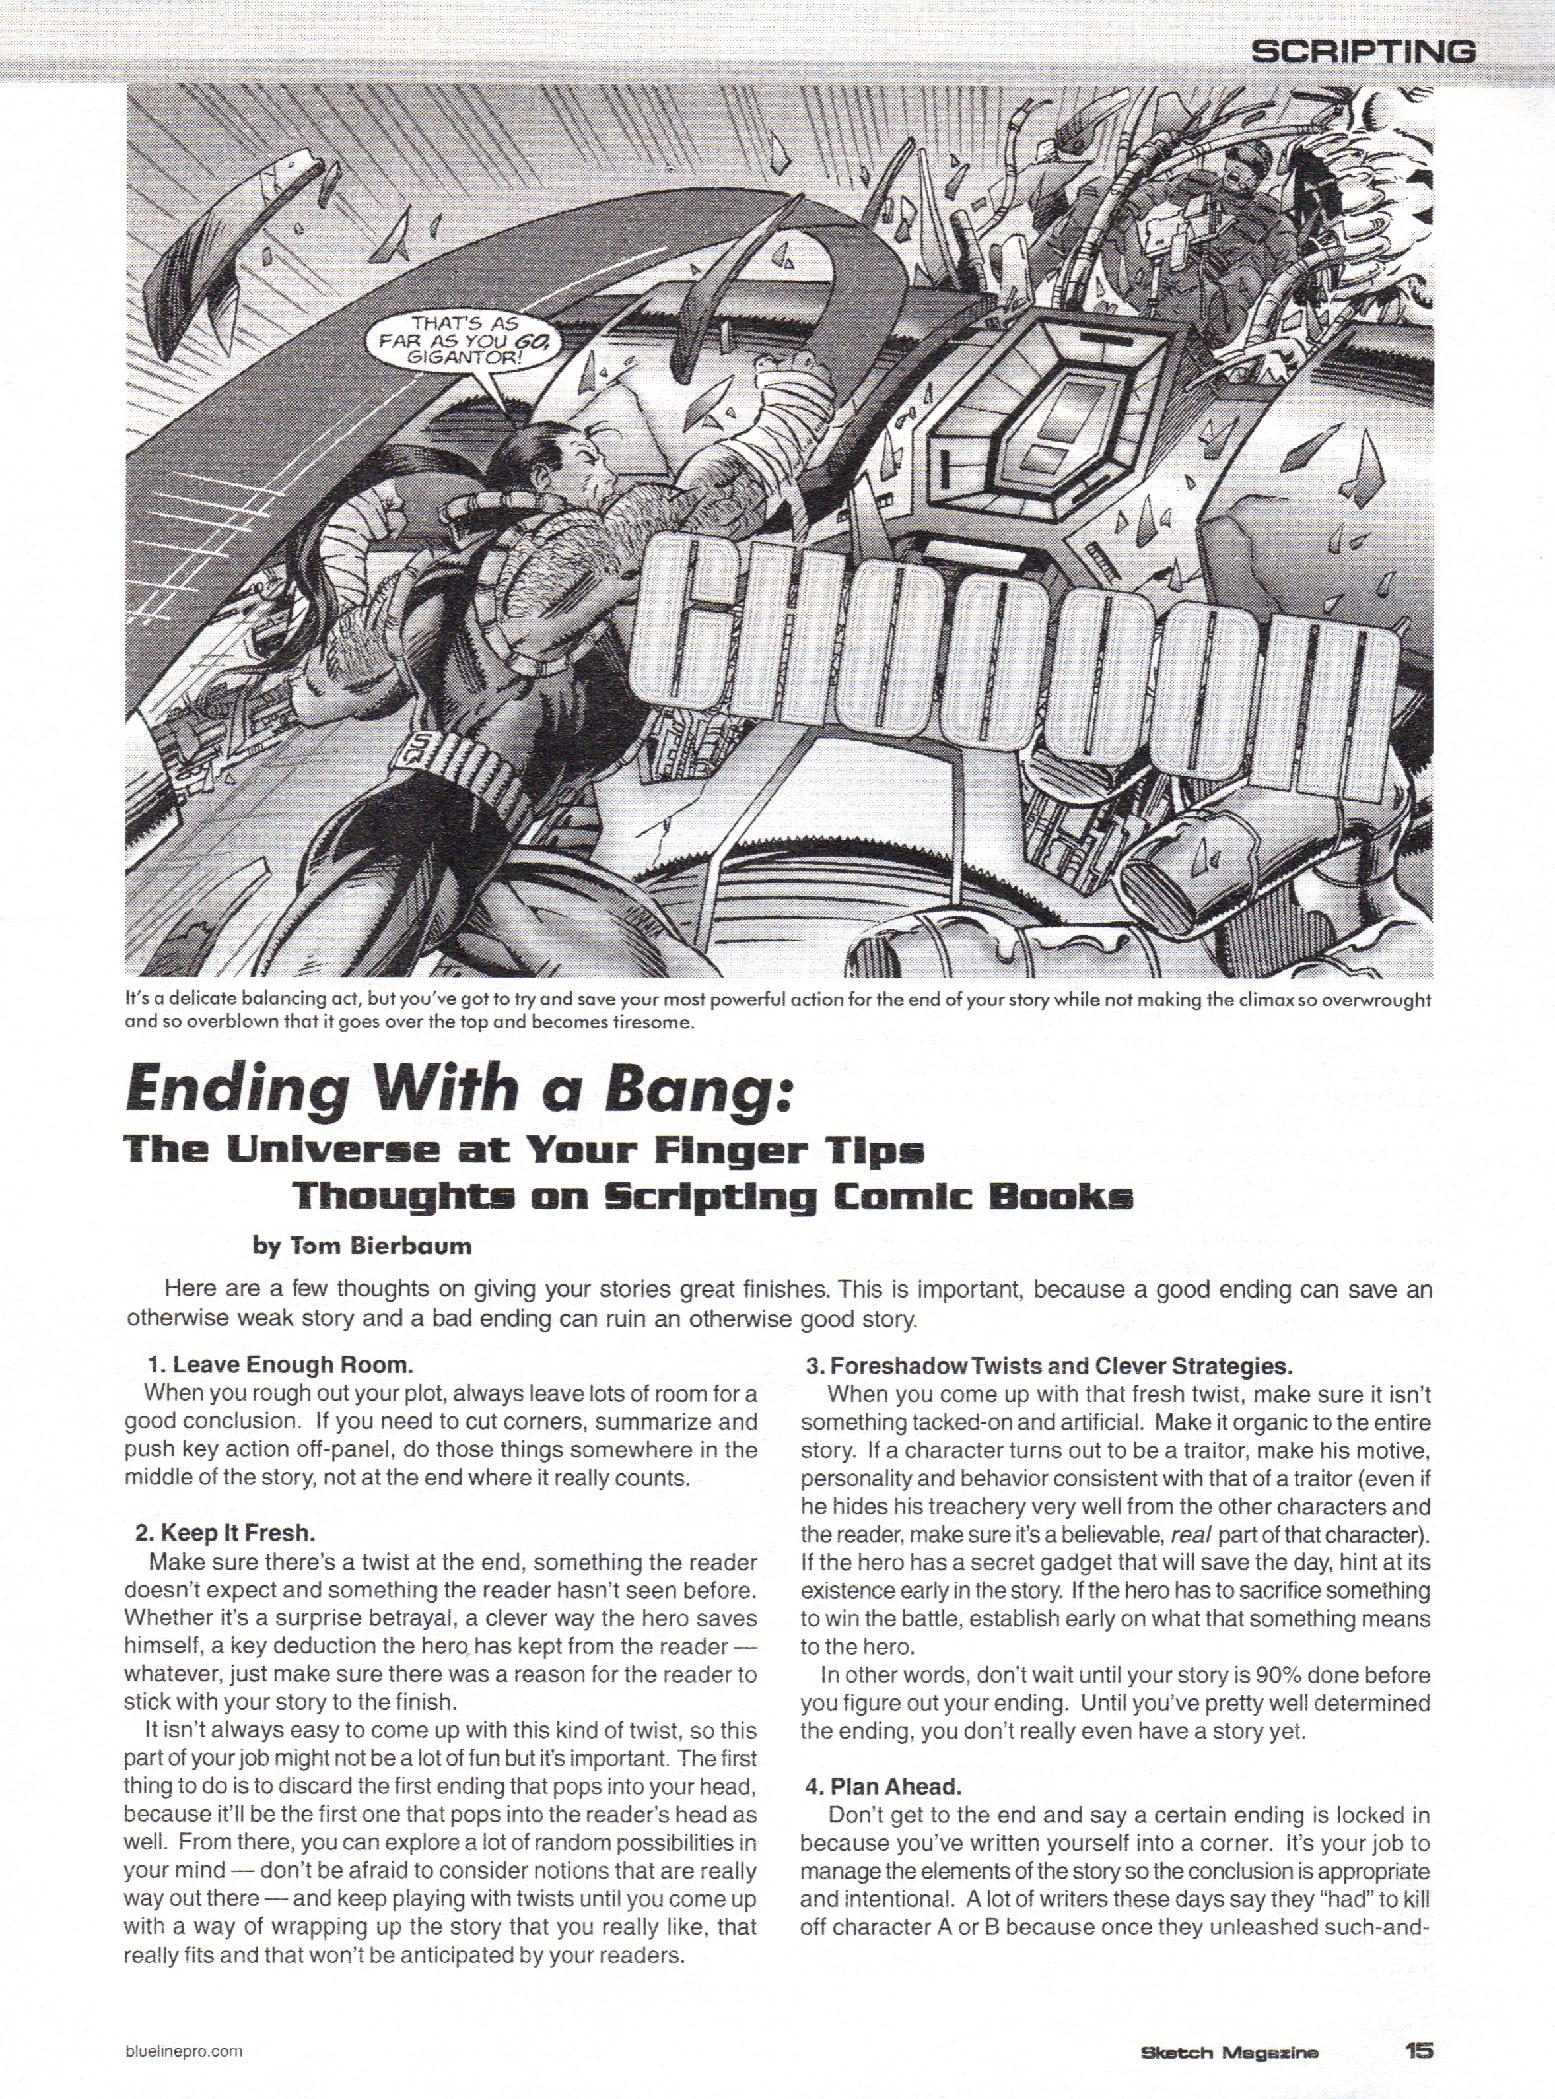 SCRIPTING
THAT'S AS
FAR AS YOU GO,
GIGANTOR!
It's a delicate balancing act, but you've got to try and save your most powerful action for the end of your story while not making the climax so overwrought
and so overblown that it goes over the top and becomes tiresome.
Ending With a Bang:
The Universe at Your Finger Tips
Thoughts on Scripting Comic Books
by Tom Bierbaum
Here are a few thoughts on giving your stories great finishes. This is important, because a good ending can save an
otherwise weak story and a bad ending can ruin an otherwise good story.
1. Leave Enough Room.
When you rough out your plot, always leave lots of room for a
good conclusion. If you need to cut corners, summarize and
push key action off-panel, do those things somewhere in the
middle of the story, not at the end where it really counts.
2. Keep It Fresh.
Make sure there's a twist at the end, something the reader
doesn't expect and something the reader hasn't seen before.
Whether it's a surprise betrayal, a clever way the hero saves
himself, a key deduction the hero has kept from the reader —
whatever, just make sure there was a reason for the reader to
stick with your story to the finish.
It isn't always easy to come up with this kind of twist, so this
part of your job might not be a lot of fun but it's important. The first
thing to do is to discard the first ending that pops into your head,
because it'll be the first one that pops into the reader's head as
well. From there, you can explore a lot of random possibilities in
your mind — don't be afraid to consider notions that are really
way out there — and keep playing with twists until you come up
with a way of wrapping up the story that you really like, that
really fits and that won't be anticipated by your readers.
3. Foreshadow Twists and Clever Strategies.
When you come up with that fresh twist, make sure it isn't
something tacked-on and artificial. Make it organic to the entire
story. If a character turns out to be a traitor, make his motive,
personality and behavior consistent with that of a traitor (even if
he hides his treachery very well from the other characters and
the reader, make sure it's a believable, real part of that character).
If the hero has a secret gadget that will save the day, hint at its
existence early in the story. If the hero has to sacrifice something
to win the battle, establish early on what that something means
to the hero.
In other words, don't wait until your story is 90% done before
you figure out your ending. Until you've pretty well determined
the ending, you don't really even have a story yet.
4. Plan Ahead.
Don't get to the end and say a certain ending is locked in
because you've written yourself into a corner. It's your job to
manage the elements of the story so the conclusion is appropriate
and intentional. A lot of writers these days say they "had" to kill
off character A or B because once they unleashed such-and-
bluelinepro.com
Sketch Magazine 15